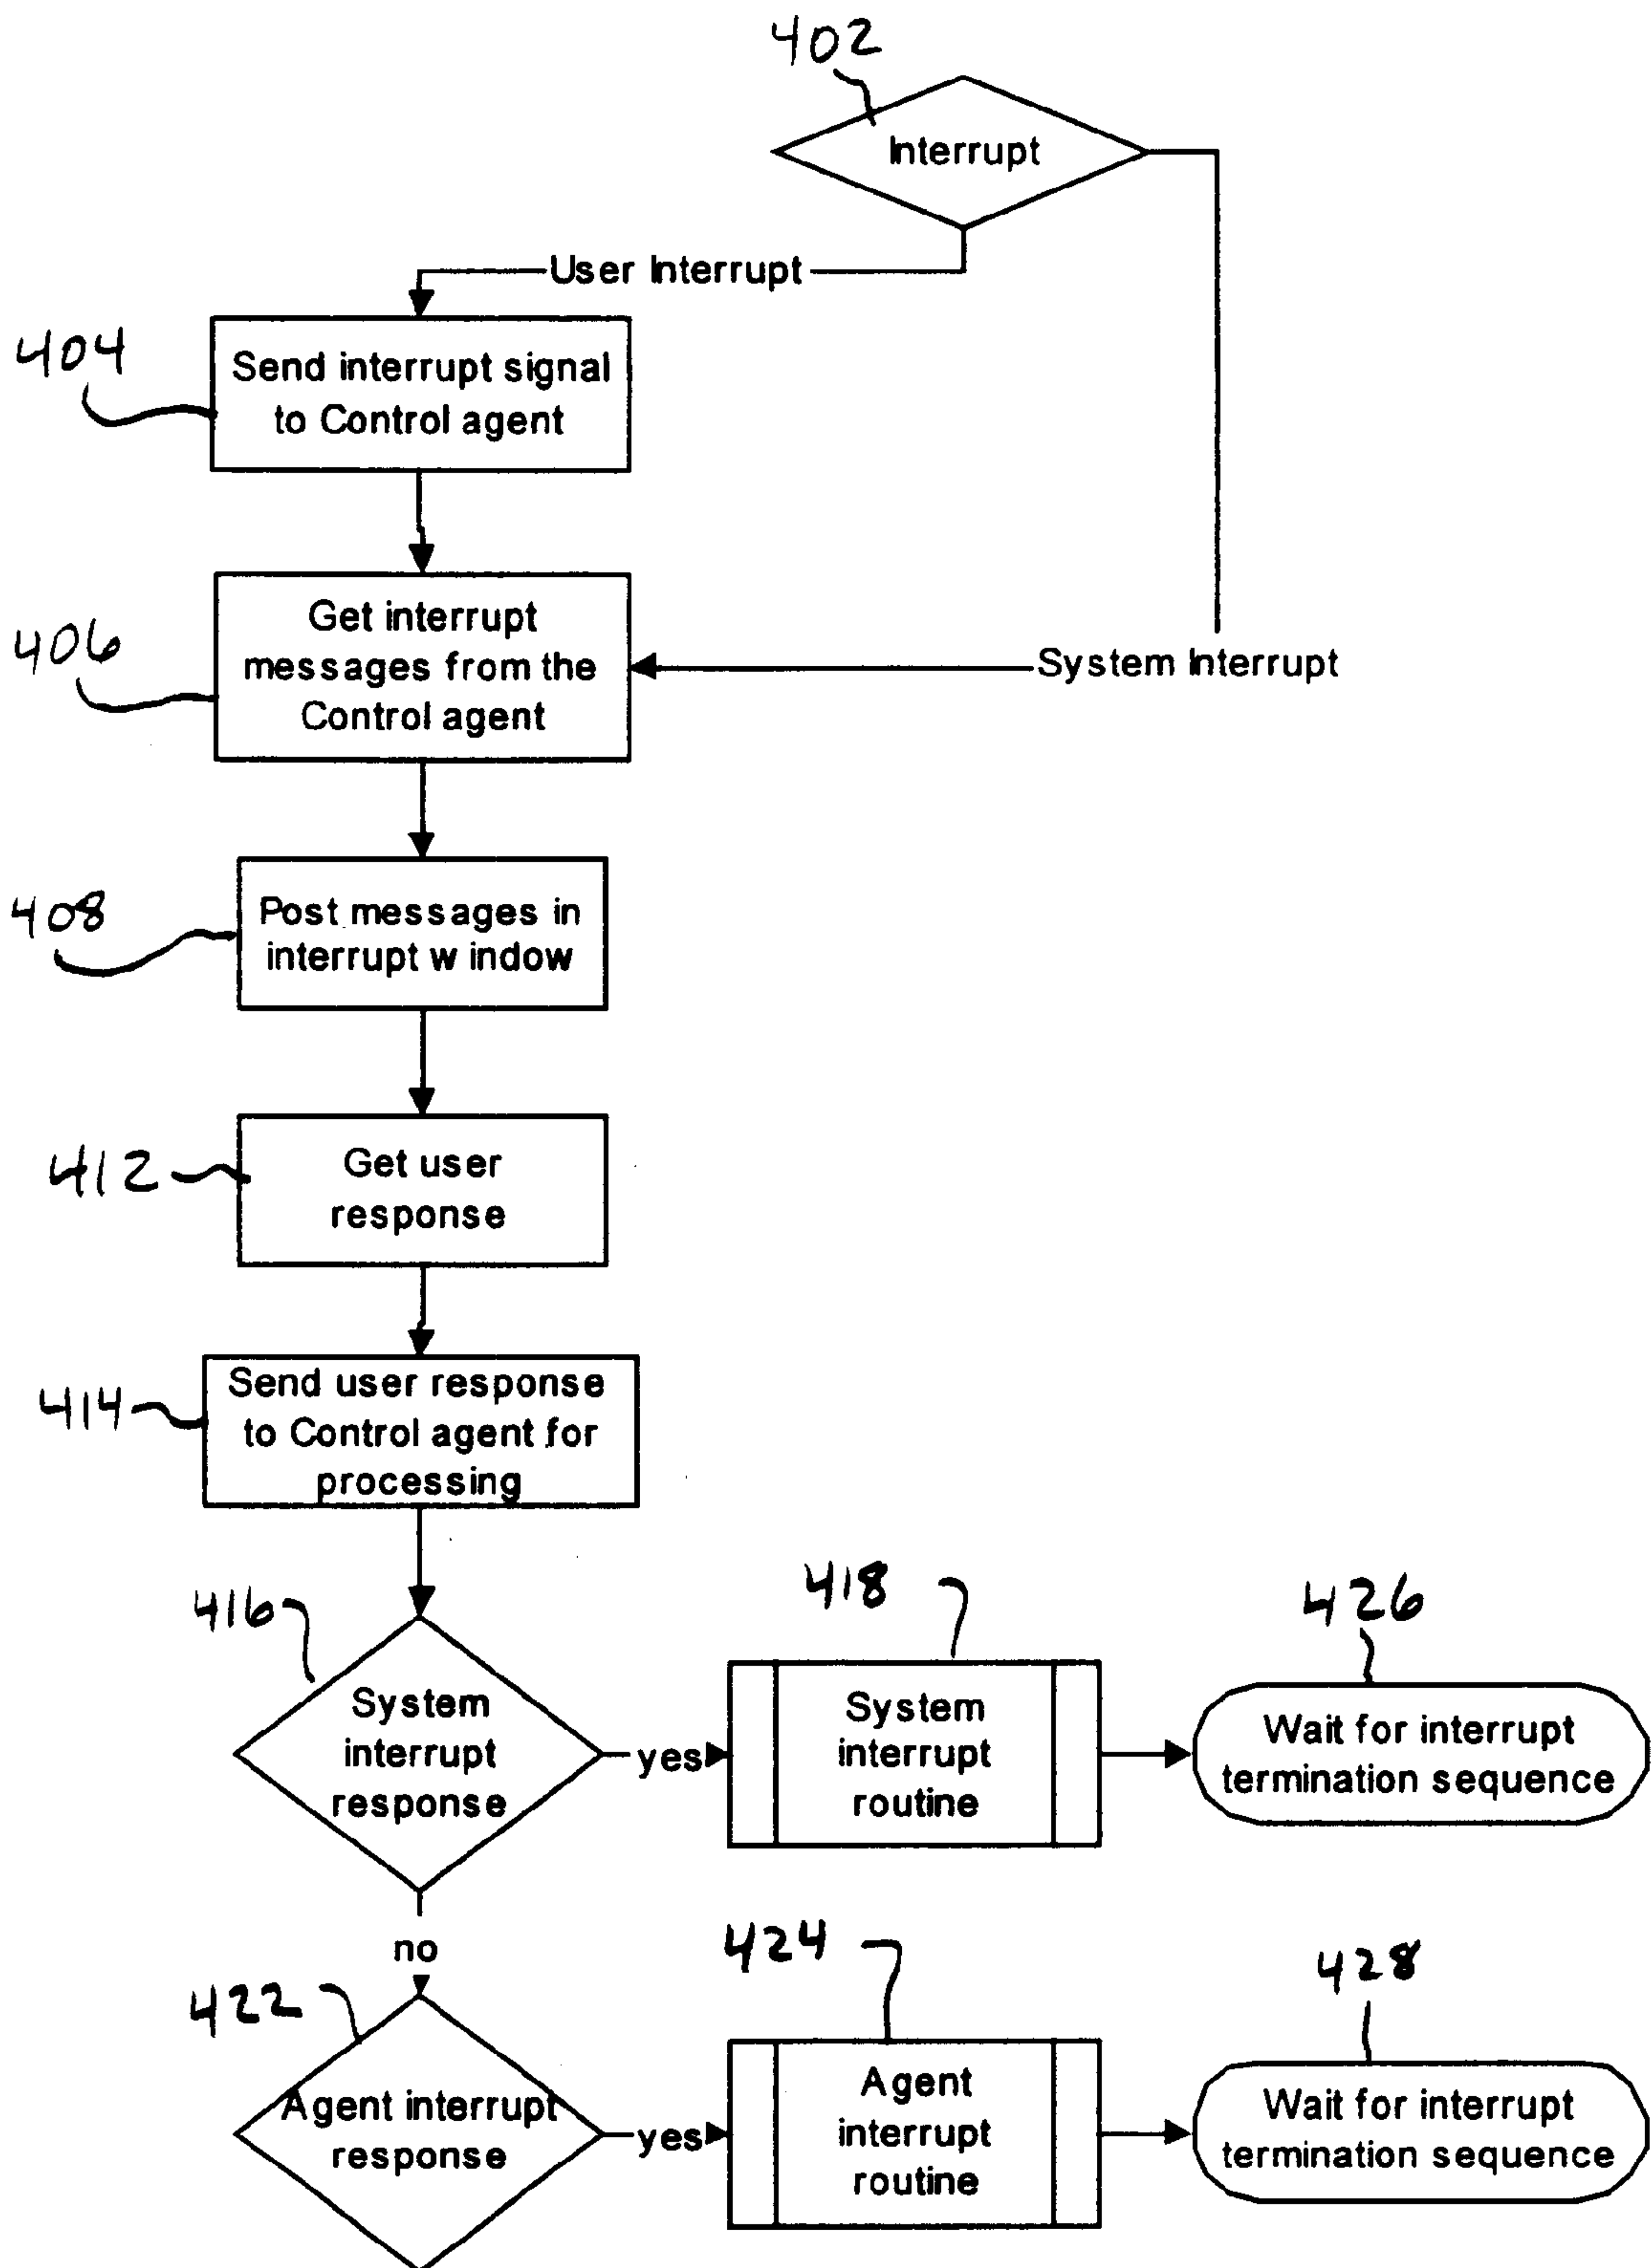 402
Interrupt
User Interrupt
404
Send interrupt signal
to Control agent
406
Get interrupt
messages from the
Control agent
System Interrupt
408
Post messages in
interrupt w indow
412
Get user
response
414
Send user response
to Control agent for
processing
416
System
interrupt
response
yes
418
System
interrupt
routine
426
Wait for interrupt
termination sequence
no
422
Agent interrupt
response
yes
424
Agent
interrupt
routine
428
Wait for interrupt
termination sequence